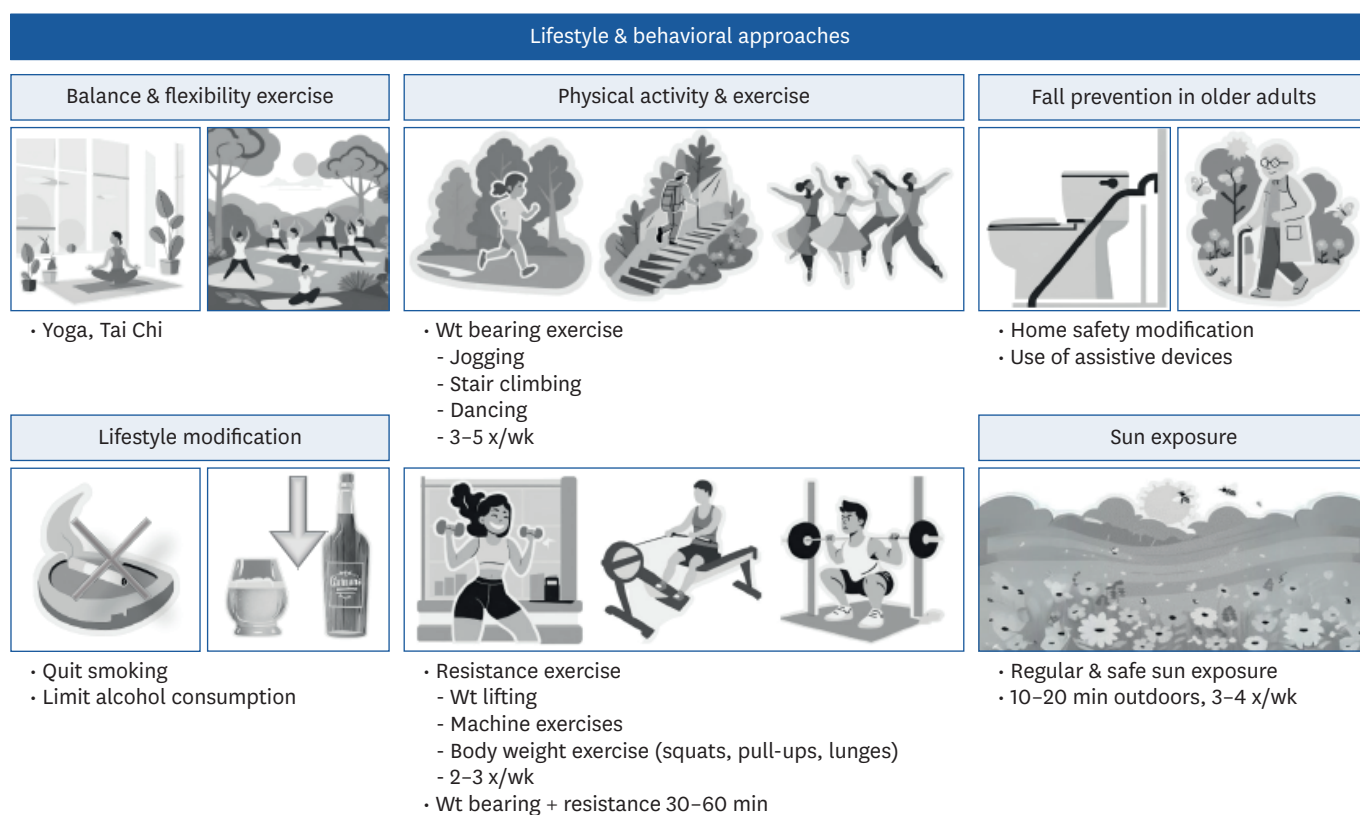 Lifestyle & behavioral approaches
Balance & flexibility exercise
· Yoga, Tai Chi
Physical activity & exercise
· Wt bearing exercise
- Jogging
- Stair climbing
- Dancing
- 3–5 x/wk
Fall prevention in older adults
· Home safety modification
· Use of assistive devices
Lifestyle modification
· Quit smoking
· Limit alcohol consumption
· Resistance exercise
- Wt lifting
- Machine exercises
- Body weight exercise (squats, pull-ups, lunges)
- 2–3 x/wk
· Wt bearing + resistance 30–60 min
Sun exposure
· Regular & safe sun exposure
· 10–20 min outdoors, 3–4 x/wk